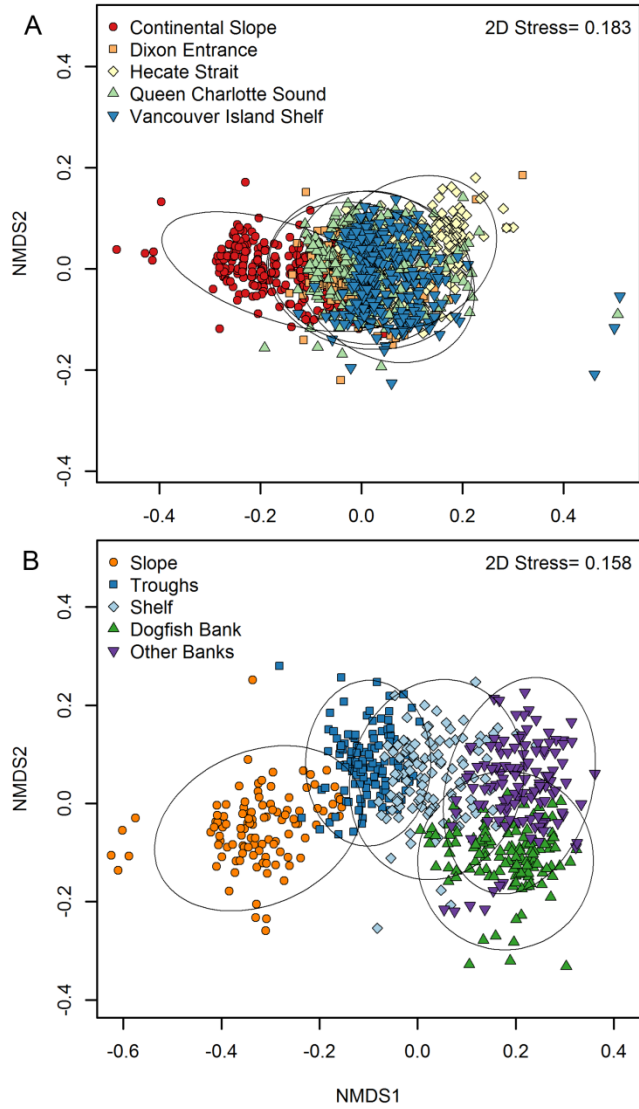 A
Continental Slope
2D Stress= 0.183
Dixon Entrance
Hecate Strait
Queen Charlotte Sound
Vancouver Island Shelf
NMDS2
0.4
0.2
0.0
-0.2
-0.4
-0.4
-0.2
0.0
0.2
0.4
B
Slope
2D Stress= 0.158
Troughs
Shelf
Dogfish Bank
Other Banks
NMDS2
0.4
0.2
0.0
-0.2
-0.4
-0.6
-0.4
-0.2
0.0
0.2
0.4
NMDS1